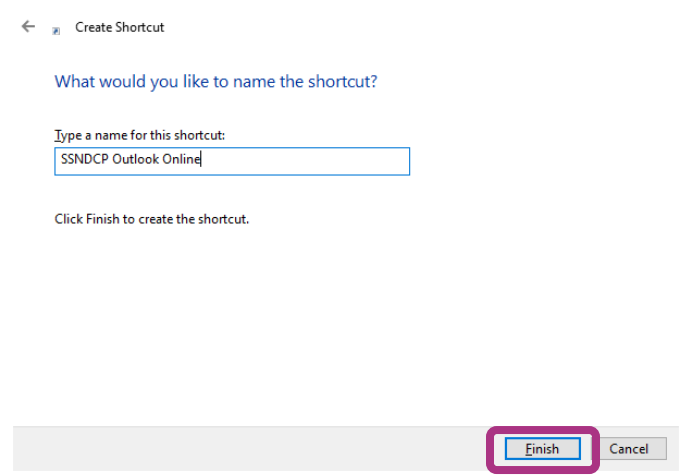 Create Shortcut
What would you like to name the shortcut?
Type a name for this shortcut:
SSNDCP Outlook Online
Click Finish to create the shortcut.
Finish Cancel